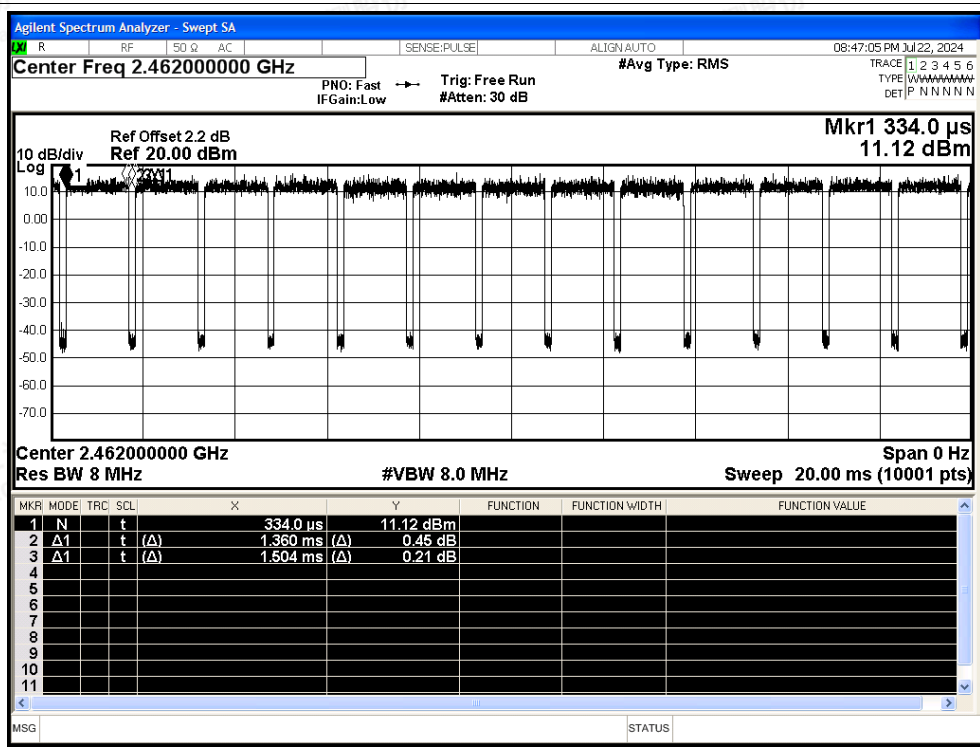 Agilent Spectrum Analyzer - Swept SA
LXI R RF 50 Ω AC SENSE:PULSE ALIGN AUTO 08:47:05 PM Jul 22, 2024
Center Freq 2.462000000 GHz #Avg Type: RMS TRACE 1 2 3 4 5 6
PNO: Fast Trig: Free Run TYPE WWWWWW
IFGain:Low #Atten: 30 dB DET P N N N N N
Mkr1 334.0 µs
Ref Offset 2.2 dB
10 dB/div Ref 20.00 dBm 11.12 dBm
Log
1
10.0
0.00
-10.0
-20.0
-30.0
-40.0
-50.0
-60.0
-70.0
Center 2.462000000 GHz Span 0 Hz
Res BW 8 MHz #VBW 8.0 MHz Sweep 20.00 ms (10001 pts)
MKR MODE TRC SCL X Y FUNCTION FUNCTION WIDTH FUNCTION VALUE
1 N t 334.0 µs 11.12 dBm
2 Δ1 t (Δ) 1.360 ms (Δ) 0.45 dB
3 Δ1 t (Δ) 1.504 ms (Δ) 0.21 dB
4
5
6
7
8
9
10
11
MSG STATUS